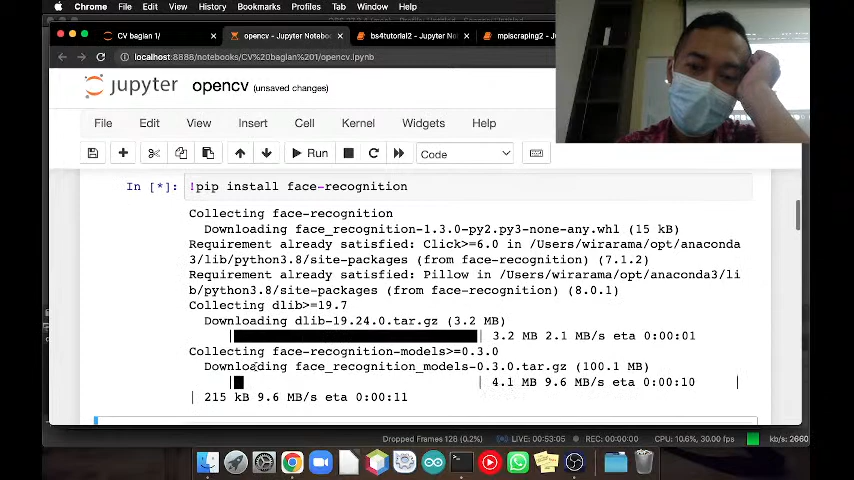 Chrome File Edit View History Bookmarks Profiles Tab Window Help
CV bagian 1/
opencv - Jupyter Notebo
bs4tutorial2 - Jupyter Not
mpiscraping2 - Jup
localhost:8888/notebooks/CV%20bagian%201/opencv.ipynb
jupyter opencv (unsaved changes)
File Edit View Insert Cell Kernel Widgets Help
Run
Code
In [*]: !pip install face-recognition
Collecting face-recognition
Downloading face_recognition-1.3.0-py2.py3-none-any.whl (15 kB)
Requirement already satisfied: Click>=6.0 in /Users/wirarama/opt/anaconda
3/lib/python3.8/site-packages (from face-recognition) (7.1.2)
Requirement already satisfied: Pillow in /Users/wirarama/opt/anaconda3/li
b/python3.8/site-packages (from face-recognition) (8.0.1)
Collecting dlib>=19.7
Downloading dlib-19.24.0.tar.gz (3.2 MB)
| | 3.2 MB 2.1 MB/s eta 0:00:01
Collecting face-recognition-models>=0.3.0
Downloading face_recognition_models-0.3.0.tar.gz (100.1 MB)
| | 4.1 MB 9.6 MB/s eta 0:00:10 |
| 215 kB 9.6 MB/s eta 0:00:11
Dropped Frames 128 (0.2%) LIVE: 00:53:05 REC: 00:00:00 CPU: 10.6%, 30.00 fps kb/s: 2660